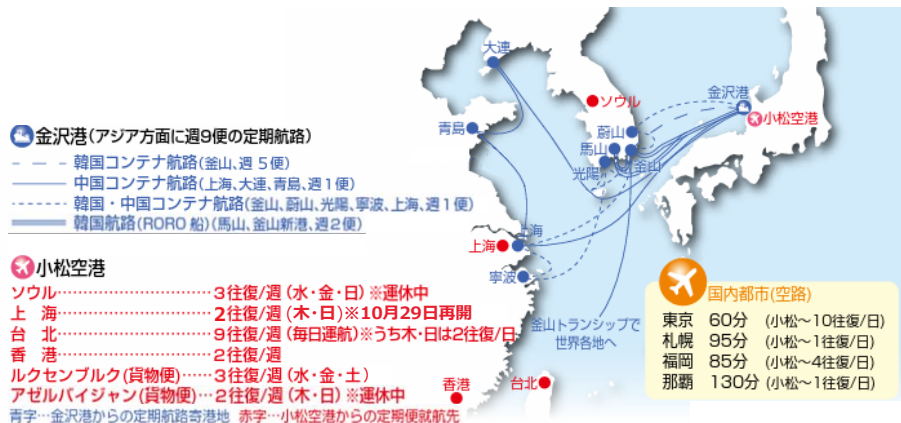 金沢港(アジア方面に週9便の定期航路)
韓国コンテナ航路(釜山、週5便)
中国コンテナ航路(上海、大連、青島、週1便)
韓国・中国コンテナ航路(釜山、蔚山、光陽、寧波、上海、週1便)
韓国航路(RORO船)(馬山、釜山新港、週2便)
小松空港
ソウル………………………3往復/週(水・金・日)※運休中
上 海………………………2往復/週(木・日)※10月29日再開
台 北………………………9往復/週(毎日運航)※うち木・日は2往復/日
香 港………………………2往復/週
ルクセンブルク(貨物便)……3往復/週(水・金・土)
アゼルバイジャン(貨物便)…2往復/週(木・日)※運休中
青字…金沢港からの定期航路寄港地 赤字…小松空港からの定期便就航先
大連
青島
ソウル
蔚山
馬山
光陽
釜山
金沢港
小松空港
上海
上海
寧波
釜山トランシップで
世界各地へ
香港
台北
国内都市(空路)
東京 60分 (小松～10往復/日)
札幌 95分 (小松～1往復/日)
福岡 85分 (小松～4往復/日)
那覇 130分 (小松～1往復/日)